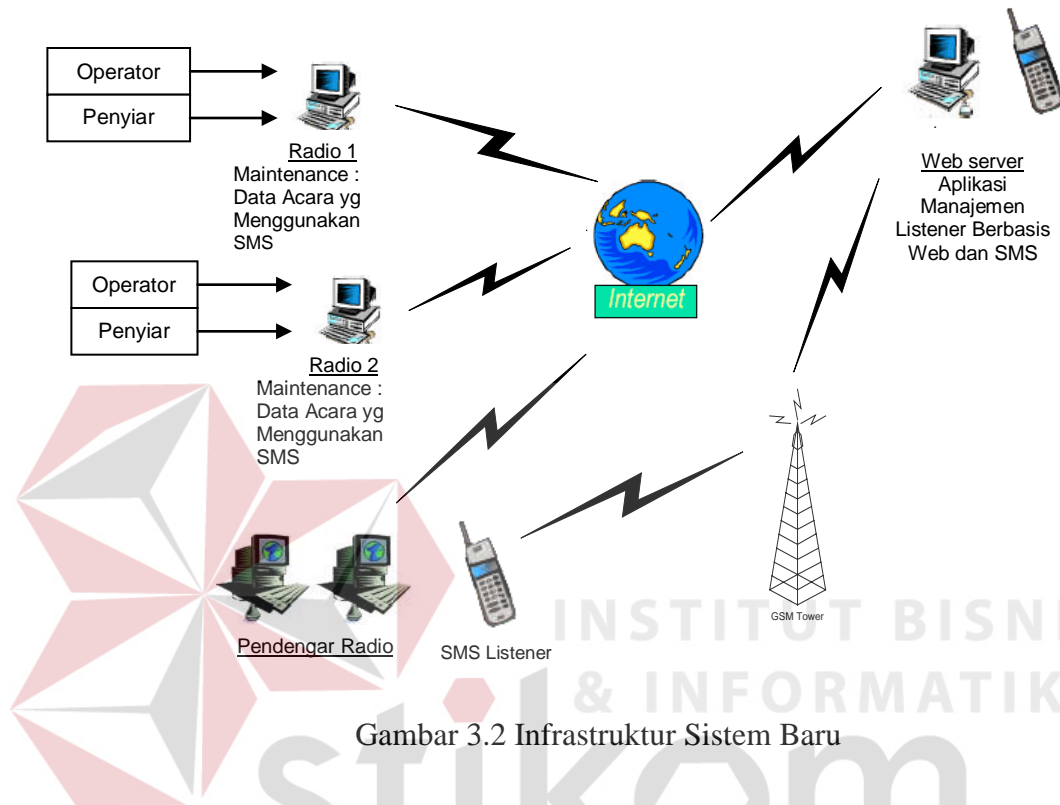 Operator
Penyiar
Radio 1
Maintenance :
Data Acara yg
Menggunakan
SMS
Operator
Penyiar
Radio 2
Maintenance :
Data Acara yg
Menggunakan
SMS
Internet
Web server
Aplikasi
Manajemen
Listener Berbasis
Web dan SMS
GSM Tower
Pendengar Radio
SMS Listener
INSTITUT BISNI
& INFORMATIK
Gambar 3.2 Infrastruktur Sistem Baru
stikom